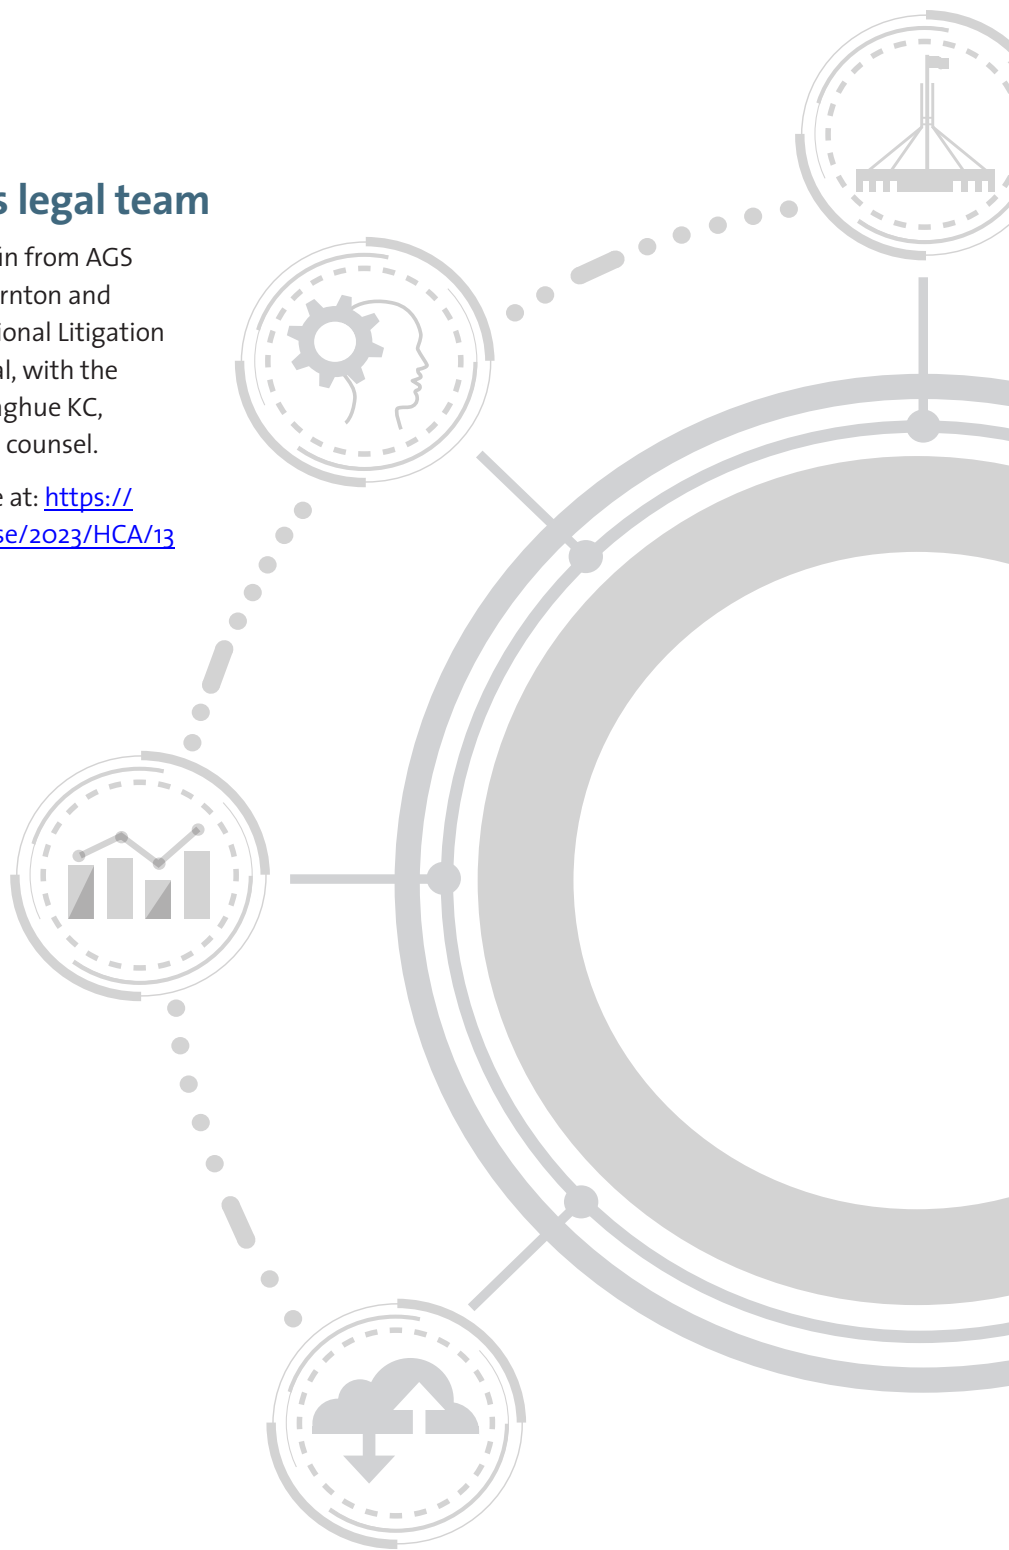 s legal team
in from AGS
rnton and
ional Litigation
al, with the
aghue KC,
counsel.
e at: https://
se/2023/HCA/13